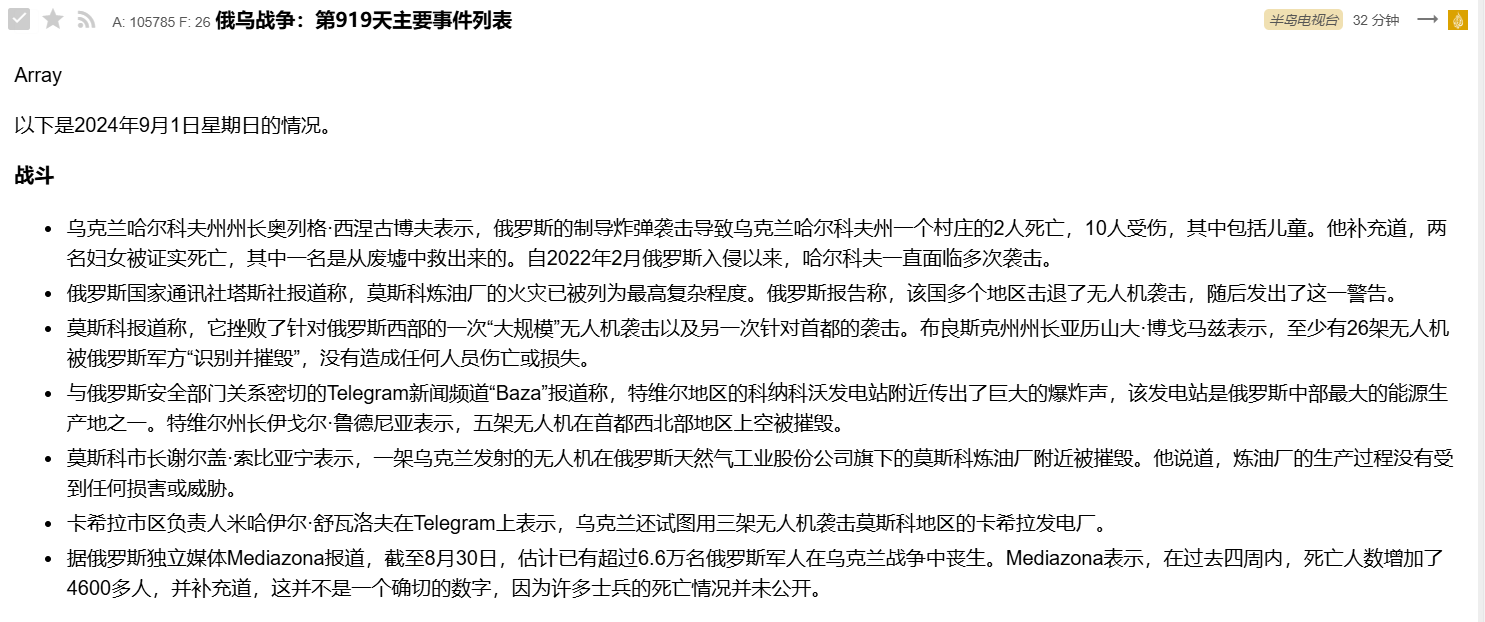 A: 105785 F: 26 俄乌战争：第919天主要事件列表 半岛电视台 32 分钟
Array
以下是2024年9月1日星期日的情况。
战斗
• 乌克兰哈尔科夫州州长奥列格·西涅古博夫表示，俄罗斯的制导炸弹袭击导致乌克兰哈尔科夫州一个村庄的2人死亡，10人受伤，其中包括儿童。他补充道，两
名妇女被证实死亡，其中一名是从废墟中救出来的。自2022年2月俄罗斯入侵以来，哈尔科夫一直面临多次袭击。
• 俄罗斯国家通讯社塔斯社报道称，莫斯科炼油厂的火灾已被列为最高复杂程度。俄罗斯报告称，该国多个地区击退了无人机袭击，随后发出了这一警告。
• 莫斯科报道称，它挫败了针对俄罗斯西部的一次“大规模”无人机袭击以及另一次针对首都的袭击。布良斯克州州长亚历山大·博戈马兹表示，至少有26架无人机
被俄罗斯军方“识别并摧毁”，没有造成任何人员伤亡或损失。
• 与俄罗斯安全部门关系密切的Telegram新闻频道“Baza”报道称，特维尔地区的科纳科沃发电站附近传出了巨大的爆炸声，该发电站是俄罗斯中部最大的能源生
产地之一。特维尔州长伊戈尔·鲁德尼亚表示，五架无人机在首都西北部地区上空被摧毁。
• 莫斯科市长谢尔盖·索比亚宁表示，一架乌克兰发射的无人机在俄罗斯天然气工业股份公司旗下的莫斯科炼油厂附近被摧毁。他说道，炼油厂的生产过程没有受
到任何损害或威胁。
• 卡希拉市区负责人米哈伊尔·舒瓦洛夫在Telegram上表示，乌克兰还试图用三架无人机袭击莫斯科地区的卡希拉发电厂。
• 据俄罗斯独立媒体Mediazona报道，截至8月30日，估计已有超过6.6万名俄罗斯军人在乌克兰战争中丧生。Mediazona表示，在过去四周内，死亡人数增加了
4600多人，并补充道，这并不是一个确切的数字，因为许多士兵的死亡情况并未公开。